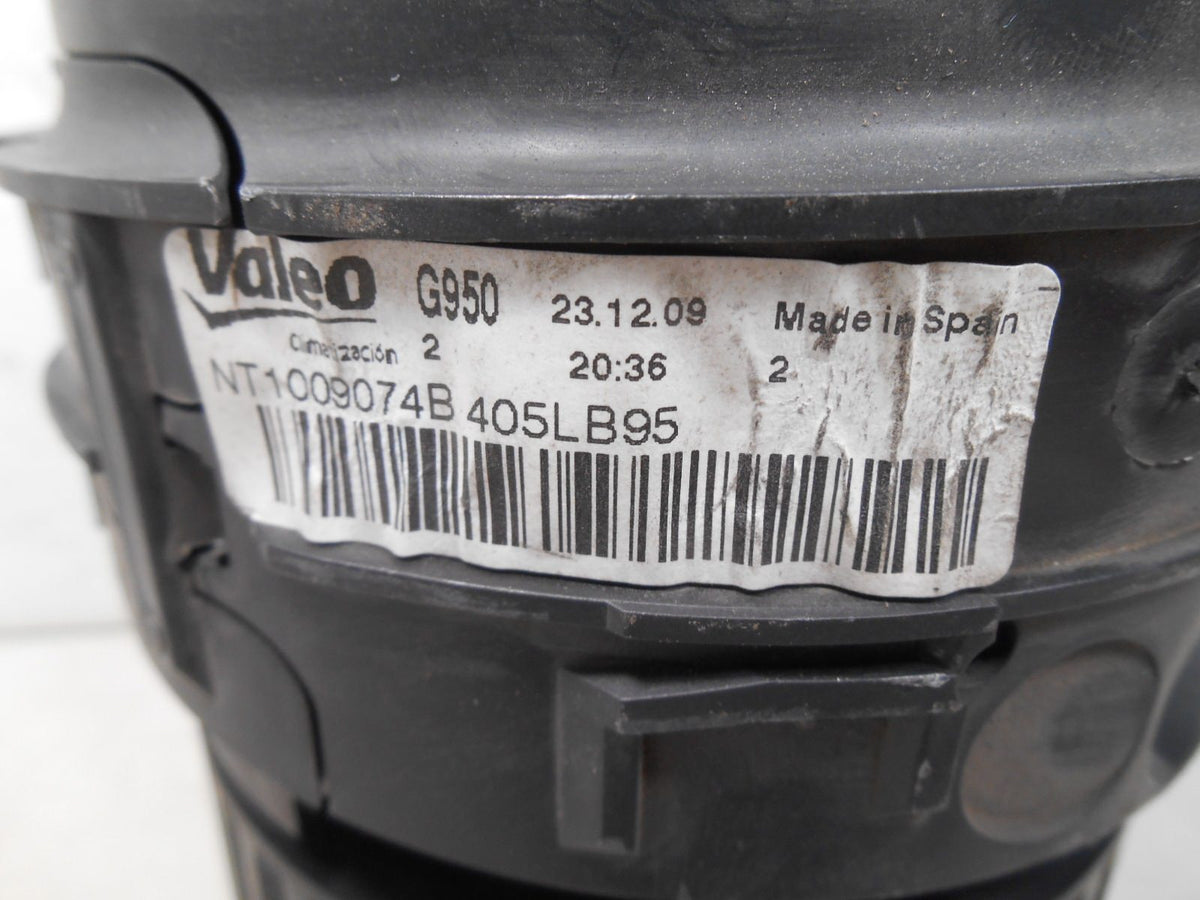 Valeo G950 23.12.09 Made in Spain
Climatización 2 20:36 2
NT1009074B 405LB95